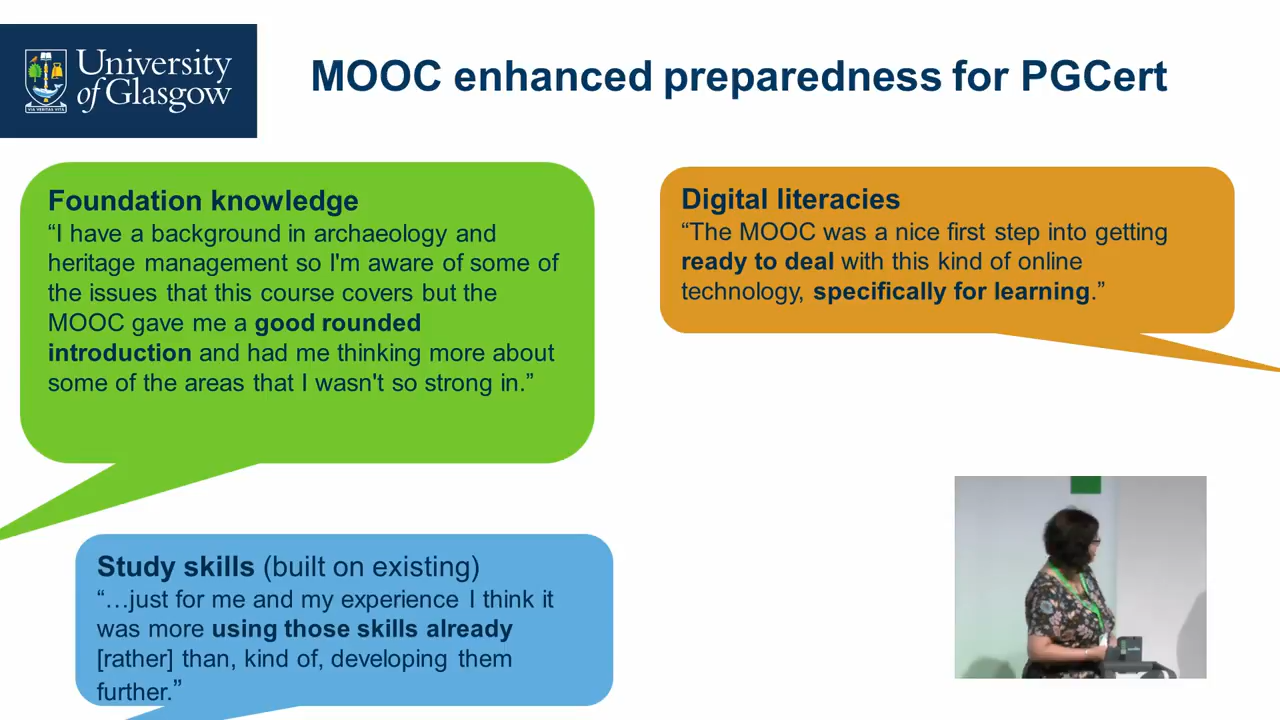 University
of Glasgow
VIA VERITAS VITA
MOOC enhanced preparedness for PGCert
Foundation knowledge
“I have a background in archaeology and
heritage management so I'm aware of some of
the issues that this course covers but the
MOOC gave me a good rounded
introduction and had me thinking more about
some of the areas that I wasn't so strong in.”
Digital literacies
“The MOOC was a nice first step into getting
ready to deal with this kind of online
technology, specifically for learning.”
Study skills (built on existing)
“…just for me and my experience I think it
was more using those skills already
[rather] than, kind of, developing them
further.”